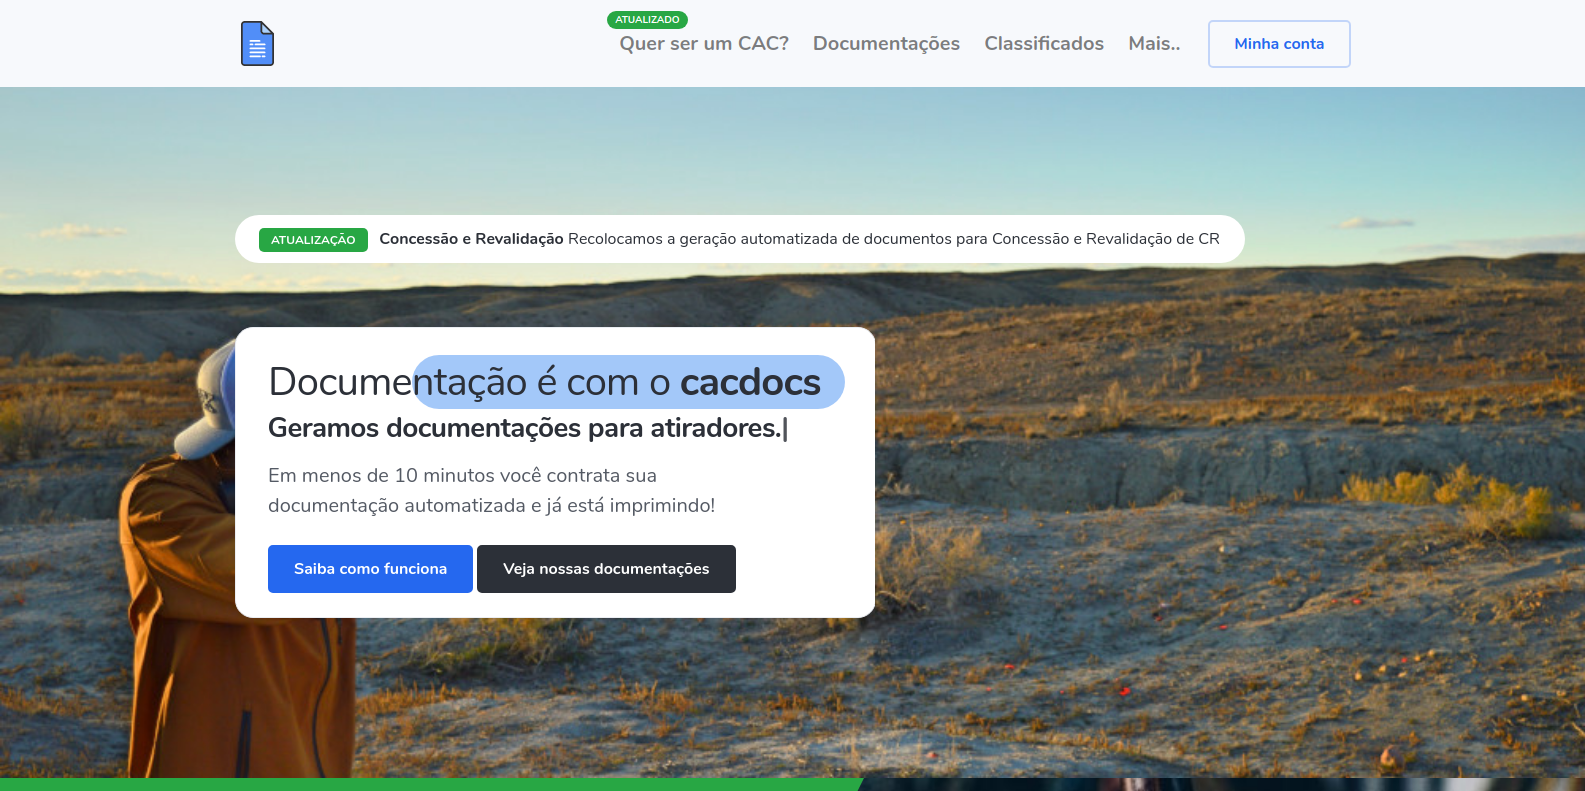 ATUALIZADO
Quer ser um CAC? Documentações Classificados Mais.. Minha conta
ATUALIZAÇÃO Concessão e Revalidação Recolocamos a geração automatizada de documentos para Concessão e Revalidação de CR
Documentação é com o cacdocs
Geramos documentações para atiradores.|
Em menos de 10 minutos você contrata sua
documentação automatizada e já está imprimindo!
Saiba como funciona Veja nossas documentações